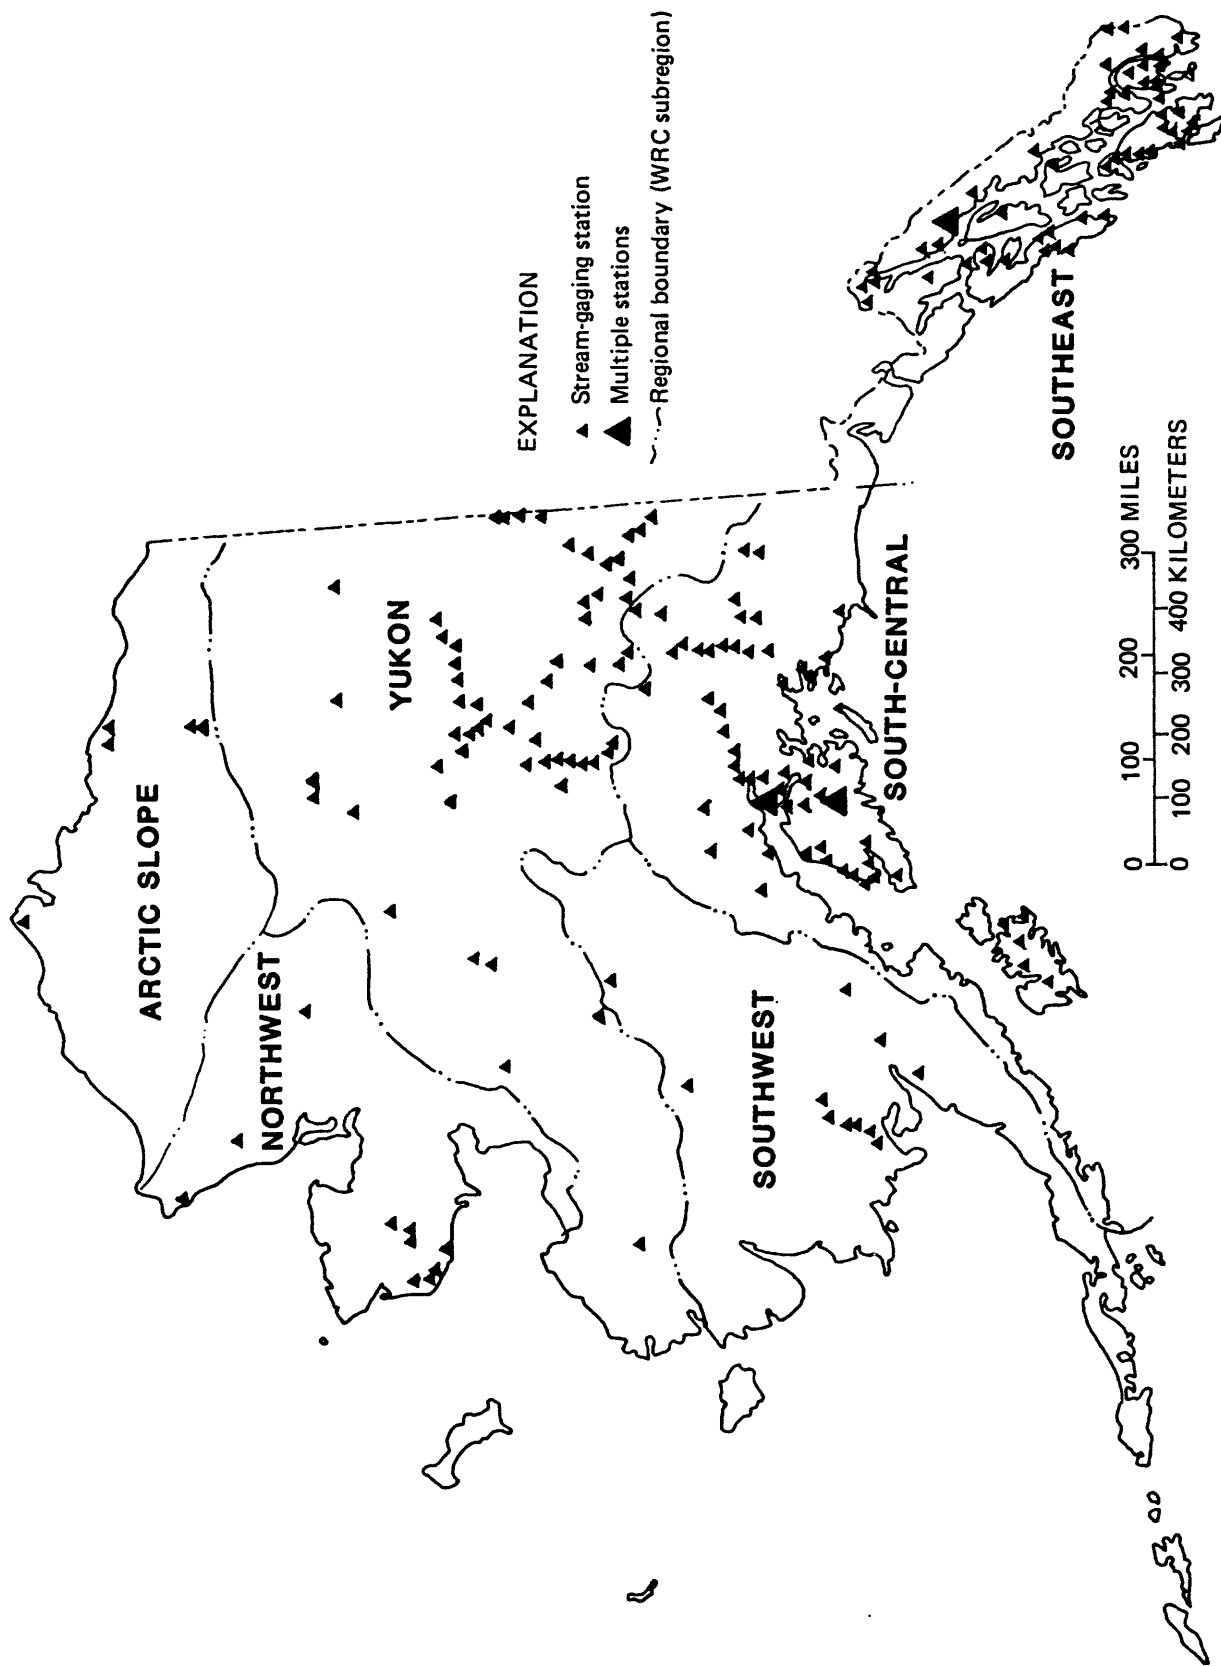 ARCTIC SLOPE
NORTHWEST
YUKON
SOUTHWEST
SOUTH-CENTRAL
SOUTHEAST
EXPLANATION
Stream-gaging station
Multiple stations
Regional boundary (WRC subregion)
0 100 200 300 MILES
0 100 200 300 400 KILOMETERS